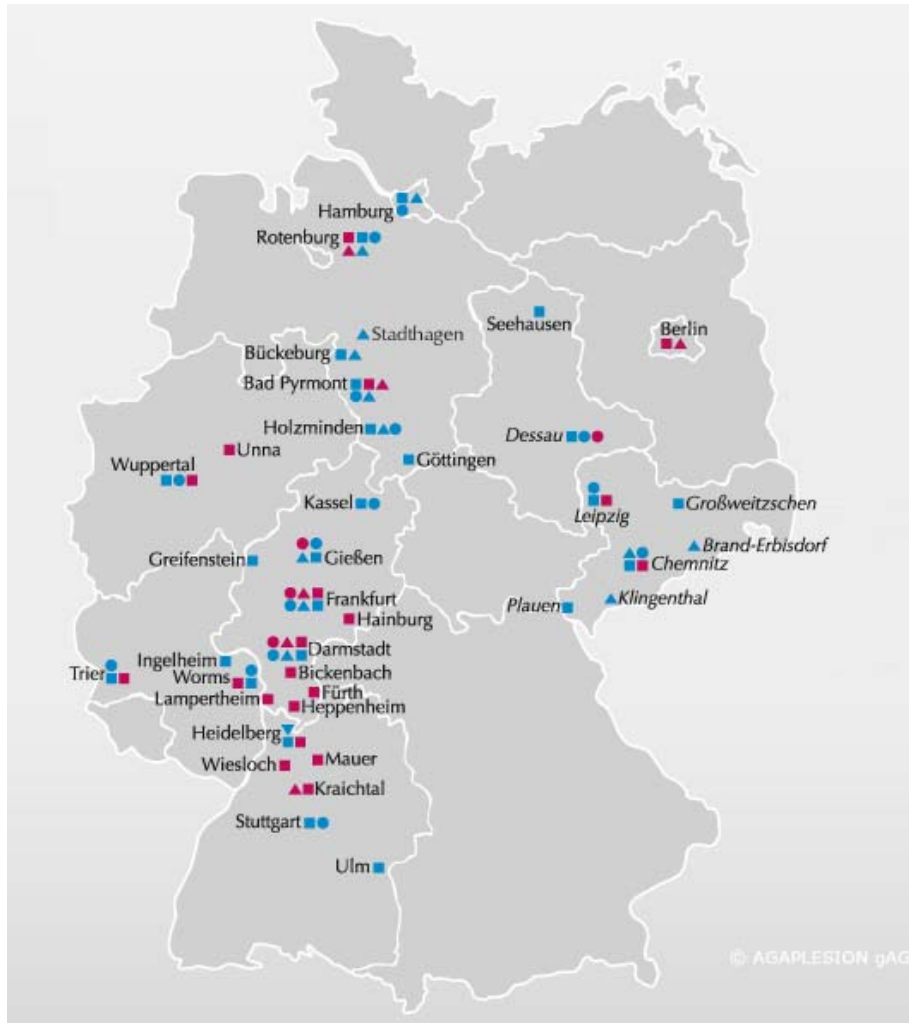 Hamburg
Rotenburg
Seehausen
Berlin
Stadthagen
Bückeburg
Bad Pyrmont
Holzminden
Dessau
Unna
Göttingen
Wuppertal
Kassel
Leipzig
Großweitzschen
Greifenstein
Gießen
Brand-Erbisdorf
Chemnitz
Frankfurt
Plauen
Klingenthal
Hainburg
Darmstadt
Ingelheim
Trier
Worms
Bickenbach
Lampertheim
Fürth
Heppenheim
Heidelberg
Wiesloch
Mauer
Kraichtal
Stuttgart
Ulm
© AGAPLESION gAG